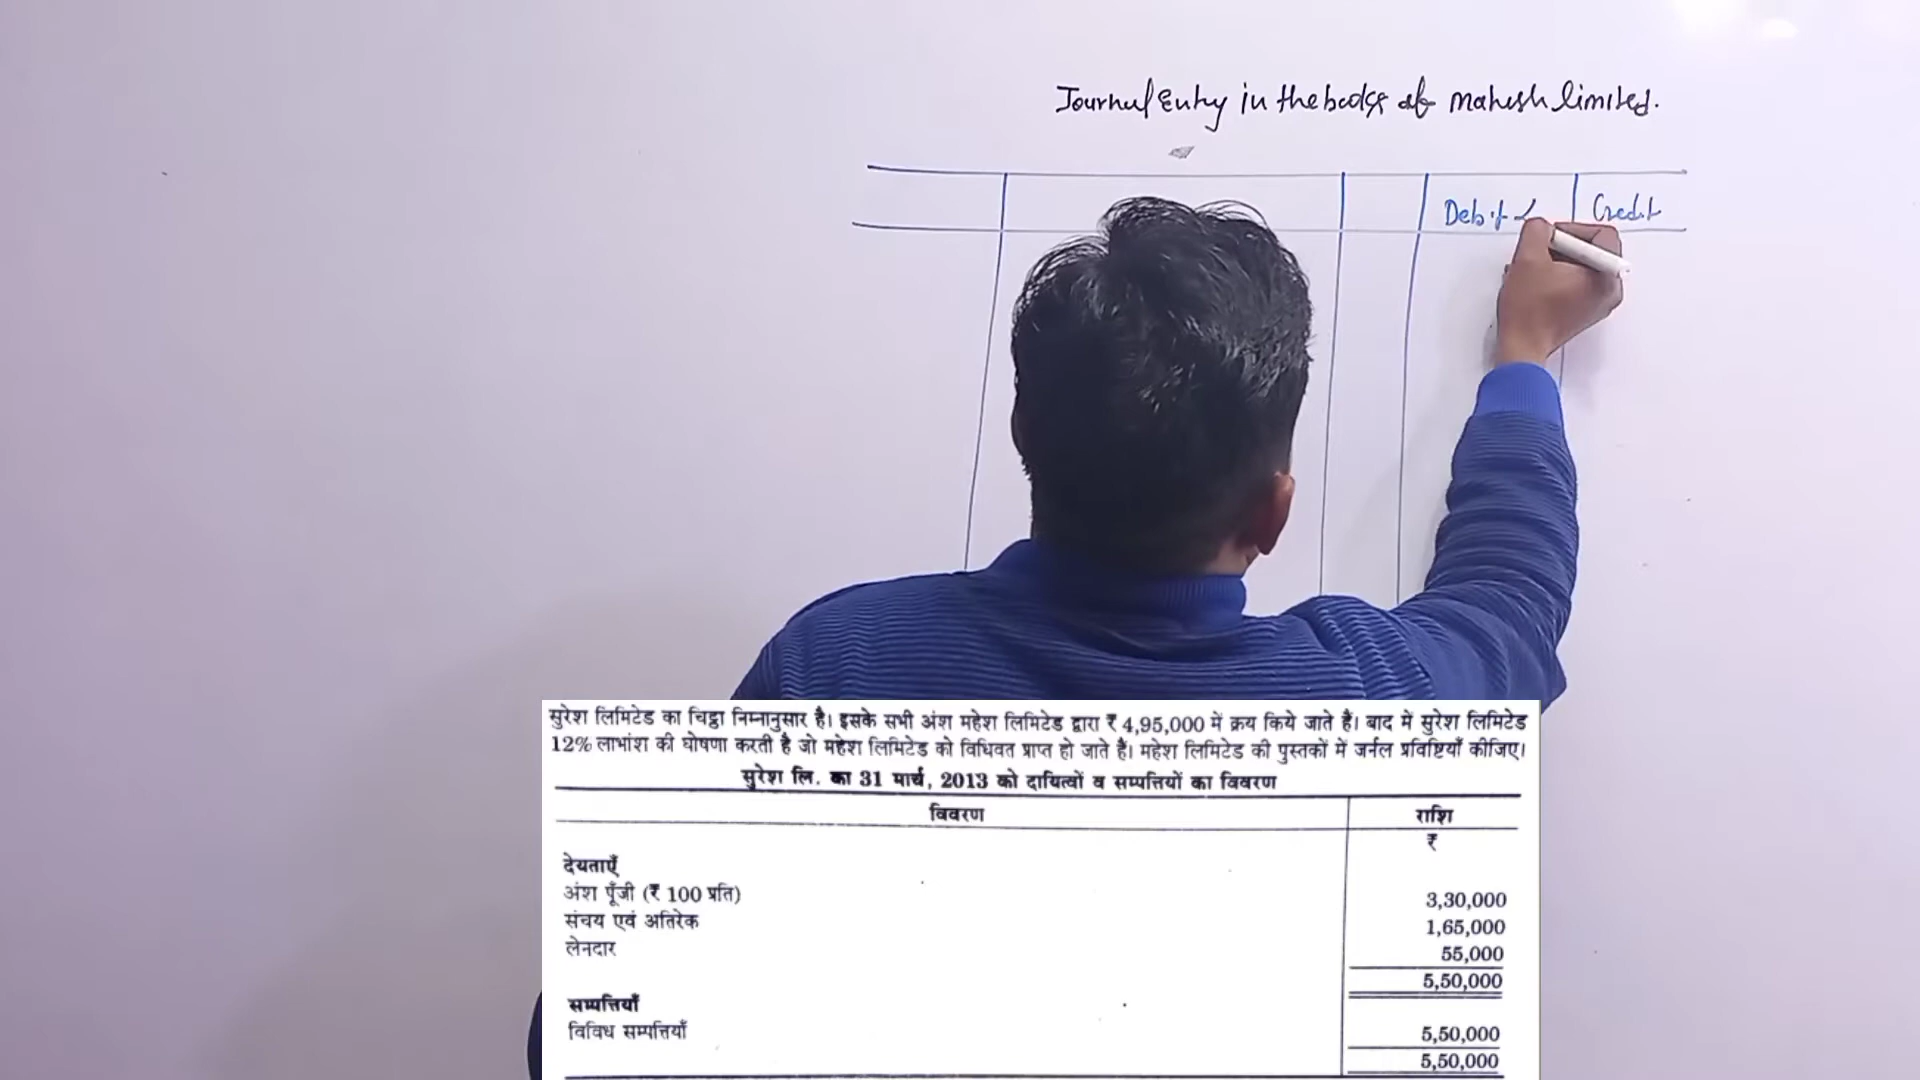 Journal Entry in the books of Mahesh limited.
Debit
Credit
सुरेश लिमिटेड का चिट्ठा निम्नानुसार है। इसके सभी अंश महेश लिमिटेड द्वारा ₹ 4,95,000 में क्रय किये जाते हैं। बाद में सुरेश लिमिटेड
12% लाभांश की घोषणा करती है जो महेश लिमिटेड को विधिवत प्राप्त हो जाते हैं। महेश लिमिटेड की पुस्तकों में जर्नल प्रविष्टियाँ कीजिए।
सुरेश लि. का 31 मार्च, 2013 को दायित्वों व सम्पत्तियों का विवरण
विवरण राशि
₹
देयताएँ
अंश पूँजी (₹ 100 प्रति) 3,30,000
संचय एवं अतिरेक 1,65,000
लेनदार 55,000
5,50,000
सम्पत्तियाँ
विविध सम्पत्तियाँ 5,50,000
5,50,000